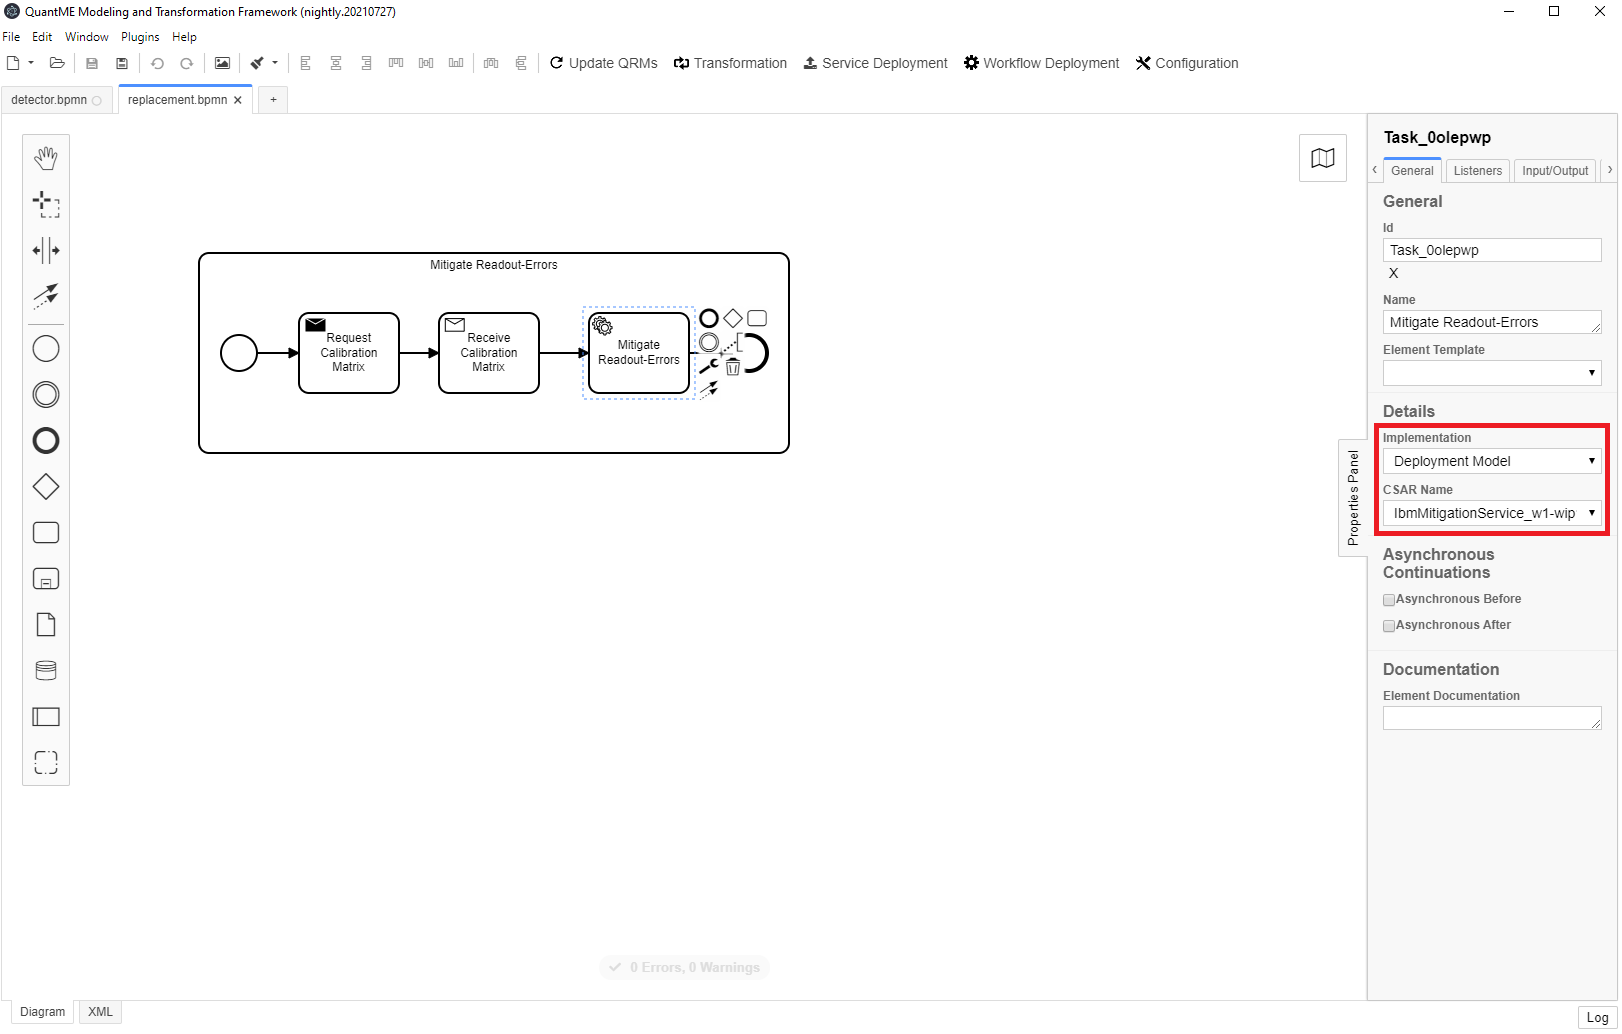 QuantME Modeling and Transformation Framework (nightly.20210727)
File Edit Window Plugins Help
Update QRMs Transformation Service Deployment Workflow Deployment Configuration
detector.bpmn replacement.bpmn × +
Mitigate Readout-Errors
Request
Calibration
Matrix
Receive
Calibration
Matrix
Mitigate
Readout-Errors
Properties Panel
Task_0olepwp
General Listeners Input/Output
General
Id
Task_0olepwp
X
Name
Mitigate Readout-Errors
Element Template
Details
Implementation
Deployment Model
CSAR Name
IbmMitigationService_w1-wip
Asynchronous
Continuations
Asynchronous Before
Asynchronous After
Documentation
Element Documentation
0 Errors, 0 Warnings
Diagram XML
Log